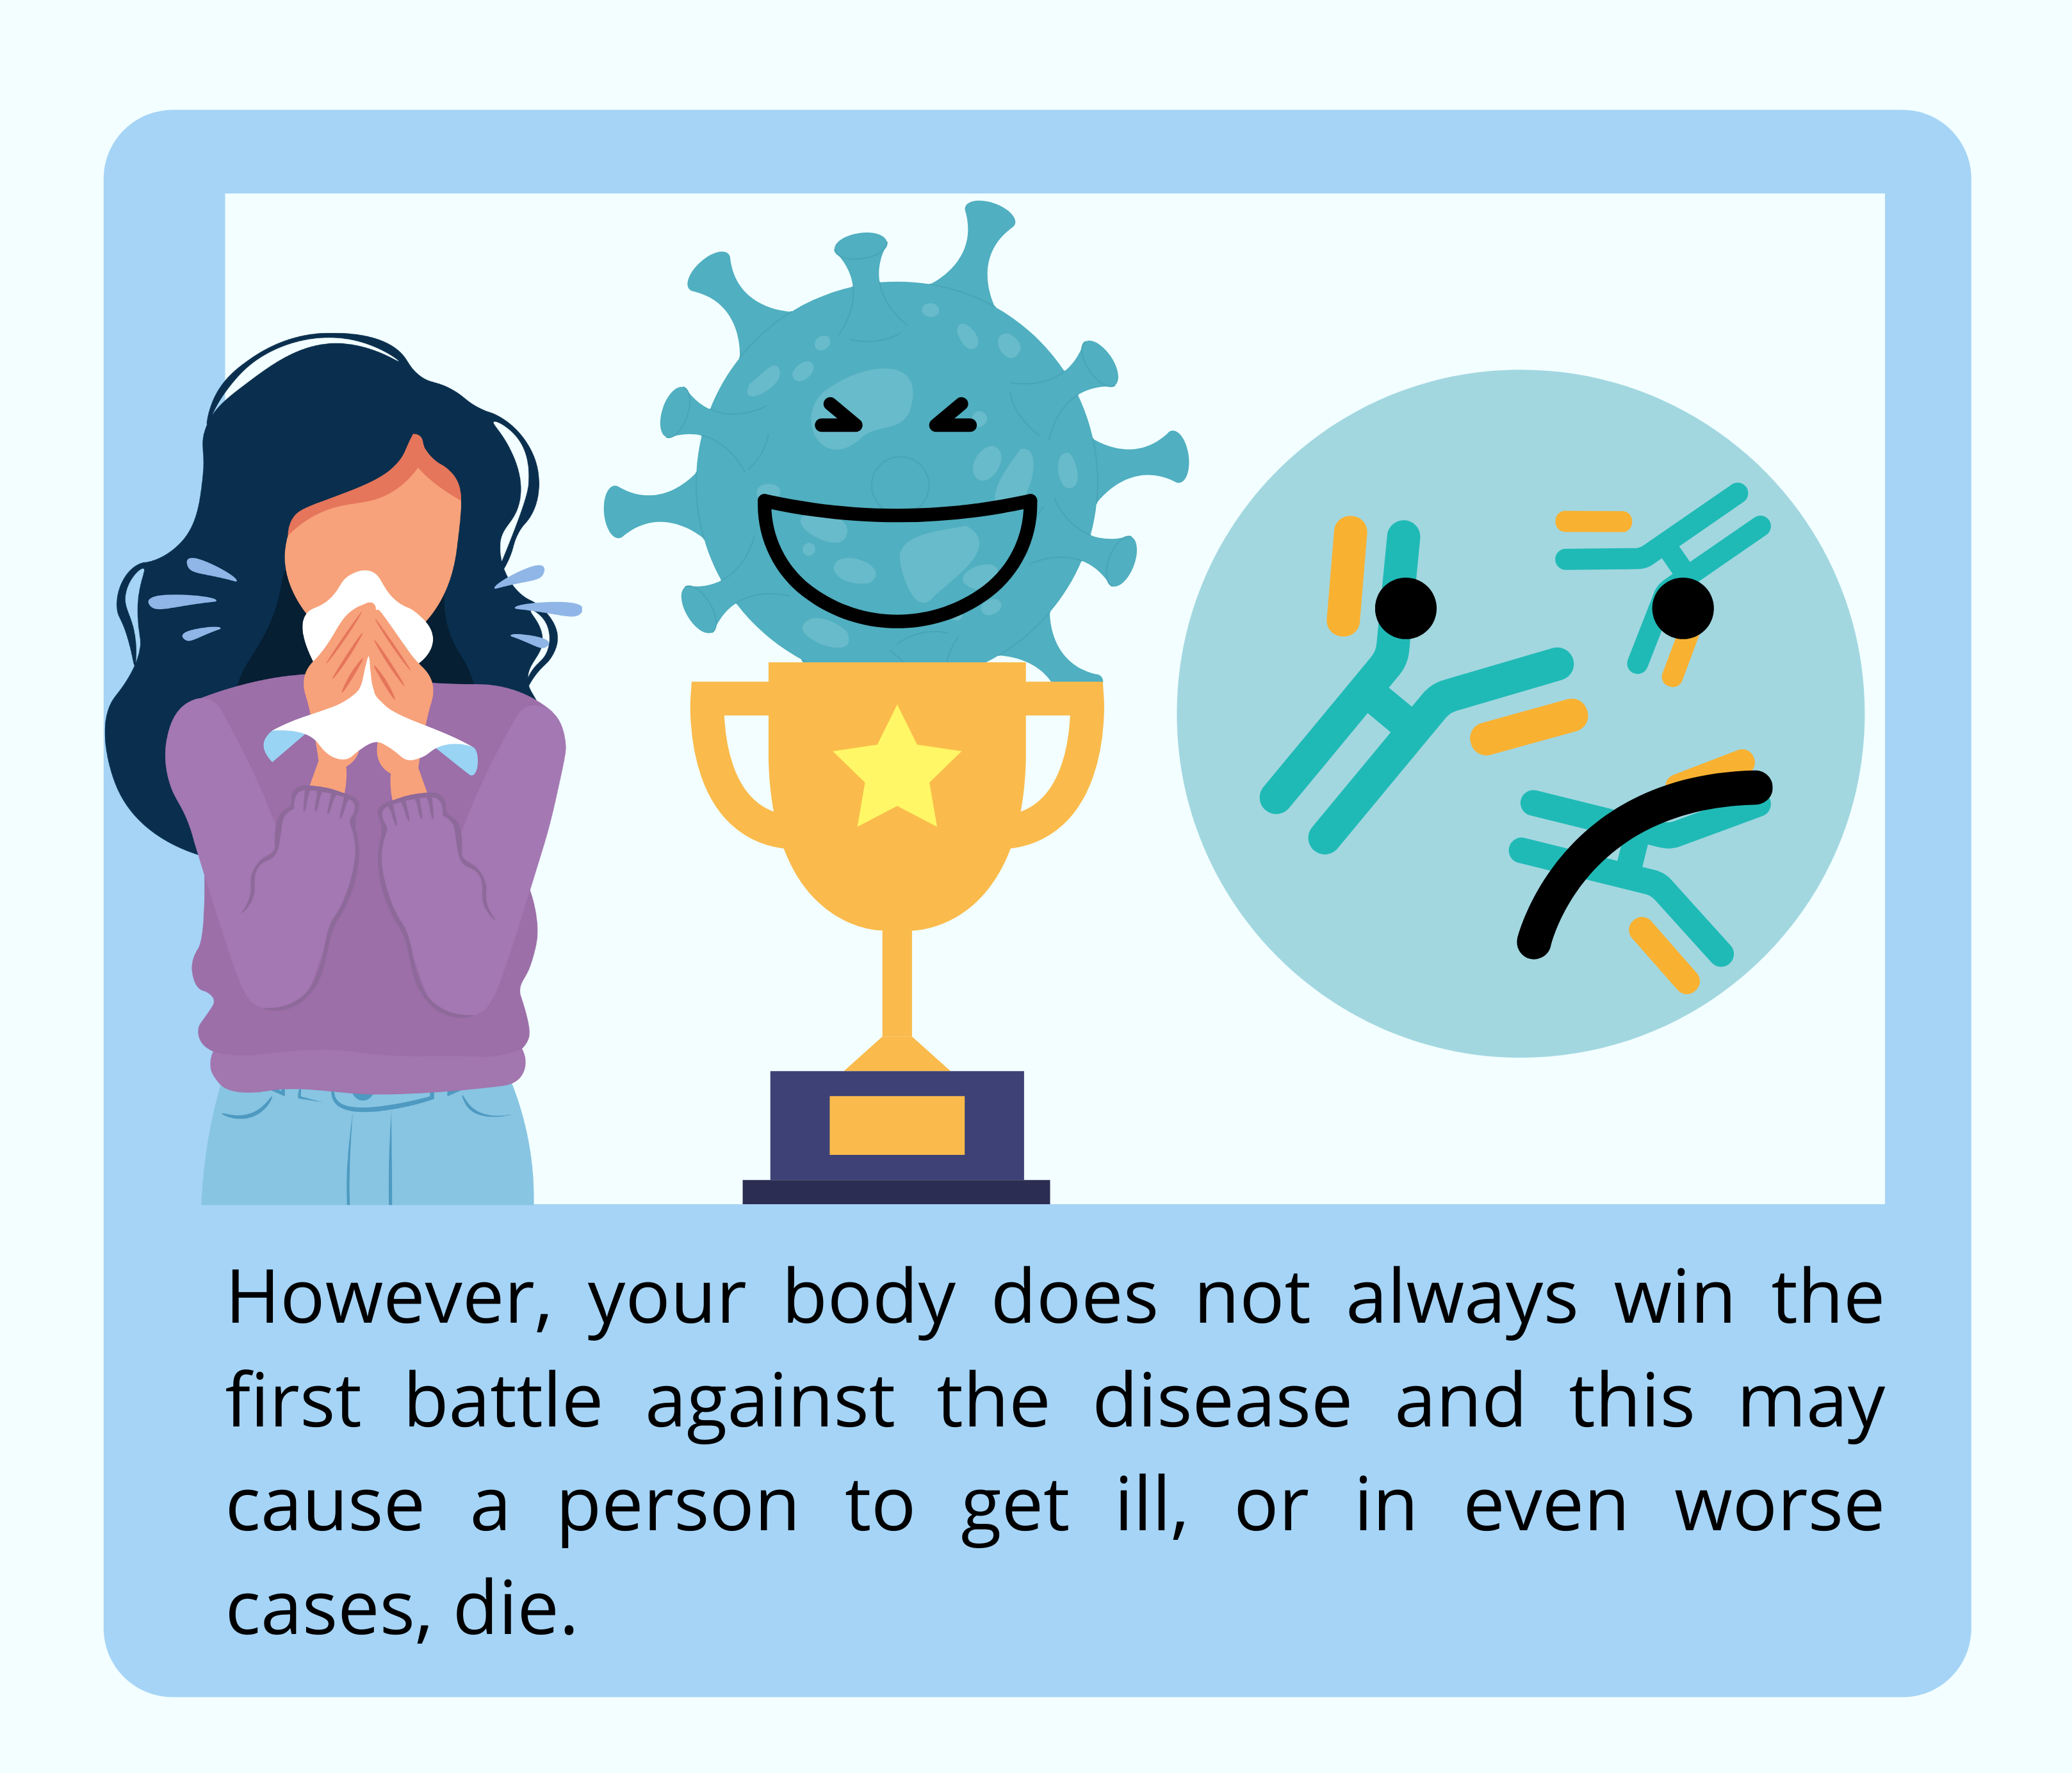 However, your body does not always win the
first battle against the disease and this may
cause a person to get ill, or in even worse
cases, die.